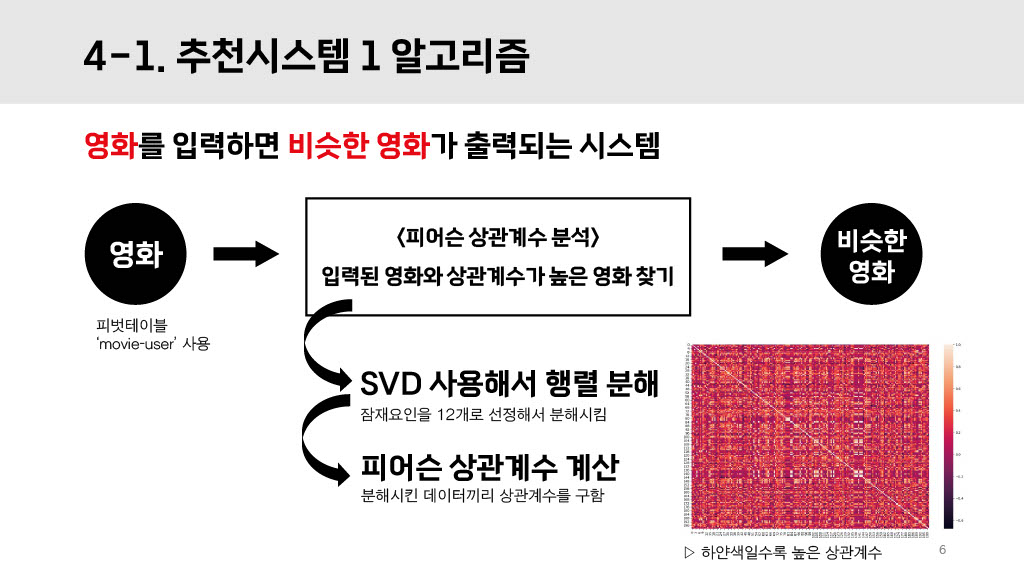 4-1. 추천시스템 1 알고리즘
영화를 입력하면 비슷한 영화가 출력되는 시스템
영화
<피어슨 상관계수 분석>
입력된 영화와 상관계수가 높은 영화 찾기
비슷한
영화
피벗테이블
'movie-user' 사용
SVD 사용해서 행렬 분해
잠재요인을 12개로 선정해서 분해시킴
피어슨 상관계수 계산
분해시킨 데이터끼리 상관계수를 구함
▷ 하얀색일수록 높은 상관계수
6